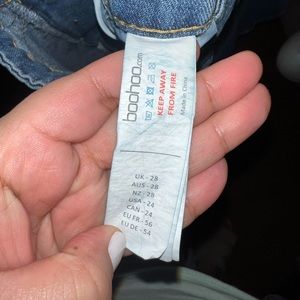 boohoo.com
KEEP AWAY
FROM FIRE
Made in China
UK - 28
AUS - 28
NZ - 28
USA - 24
CAN - 24
EU FR - 56
EU DE - 54